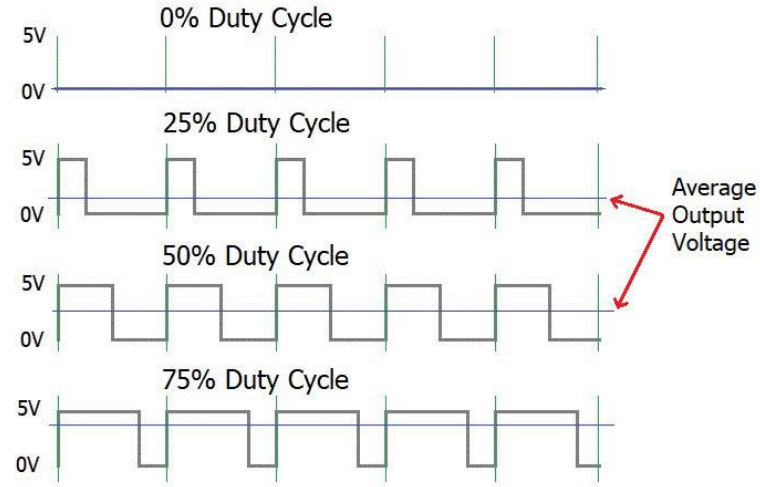 0% Duty Cycle
5V
0V
25% Duty Cycle
5V
0V
Average
Output
Voltage
50% Duty Cycle
5V
0V
75% Duty Cycle
5V
0V